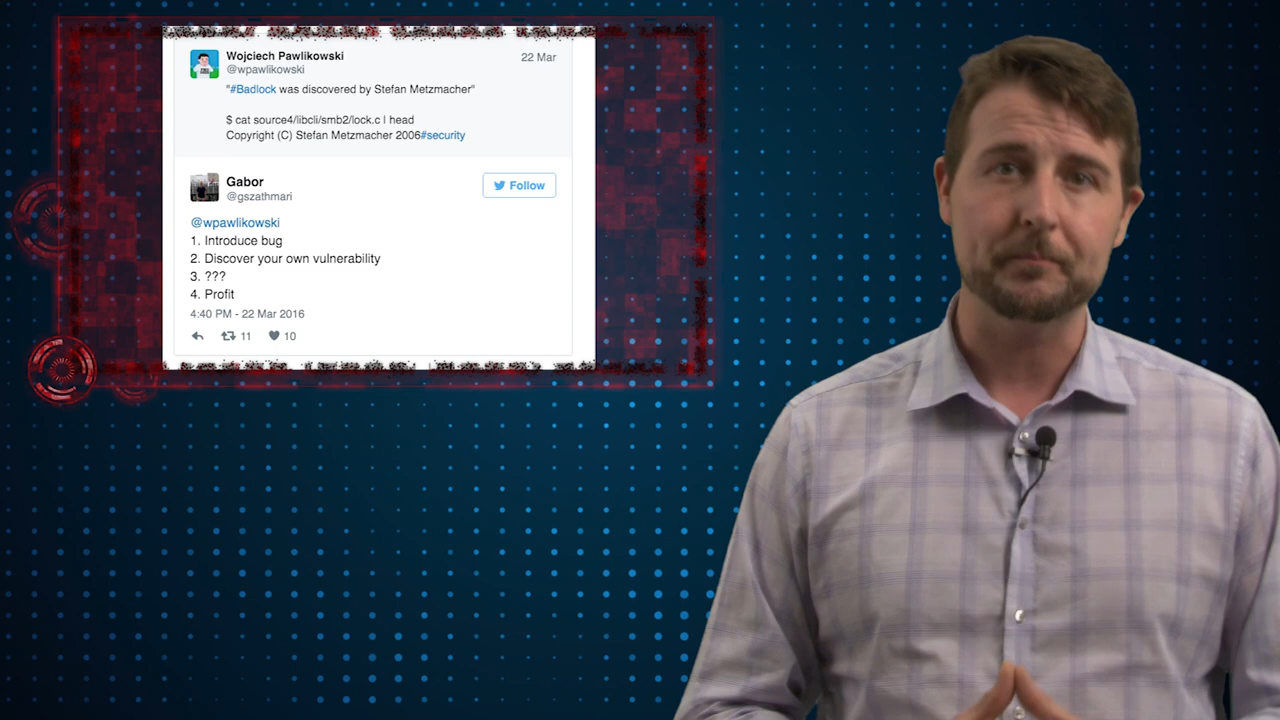 Wojciech Pawlikowski
22 Mar
@wpawlikowski
"#Badlock was discovered by Stefan Metzmacher"
$ cat source4/libcli/smb2/lock.c | head
Copyright (C) Stefan Metzmacher 2006#security
Gabor
Follow
@gszathmari
@wpawlikowski
1. Introduce bug
2. Discover your own vulnerability
3. ???
4. Profit
4:40 PM - 22 Mar 2016
11
10